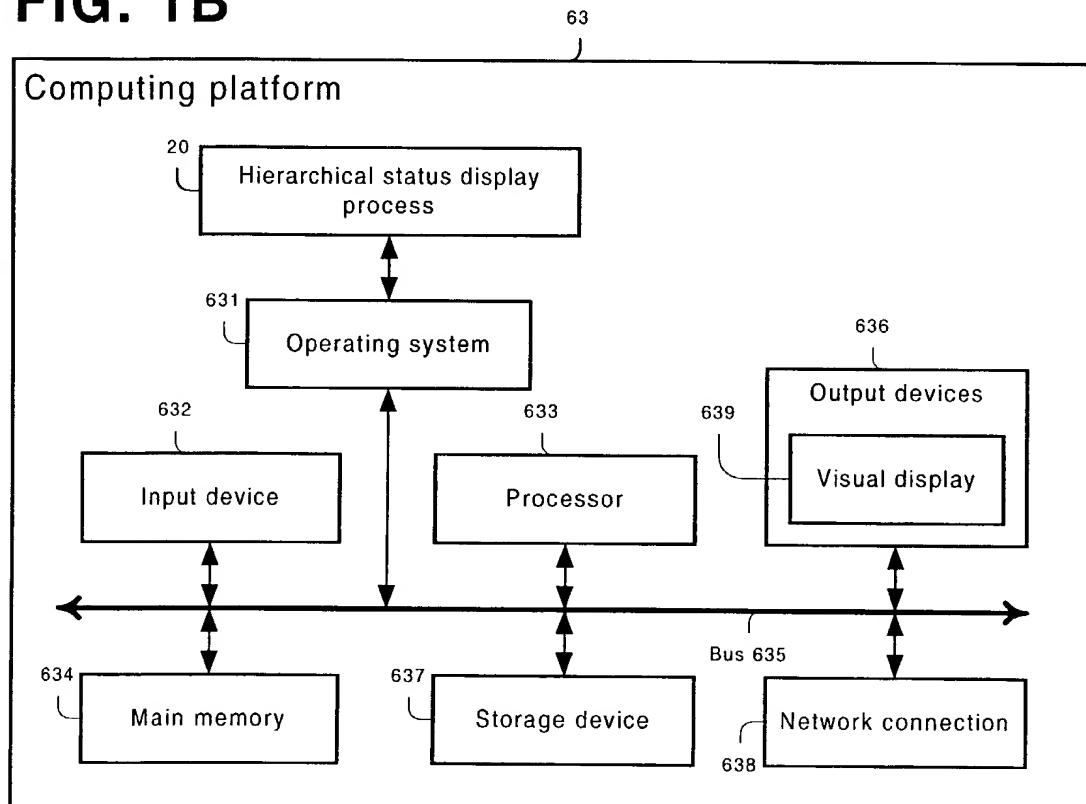 FIG. 1B
63
Computing platform
20
Hierarchical status display
process
631
Operating system
636
Output devices
632
633
639
Input device
Processor
Visual display
Bus 635
634
637
Main memory
Storage device
Network connection
638